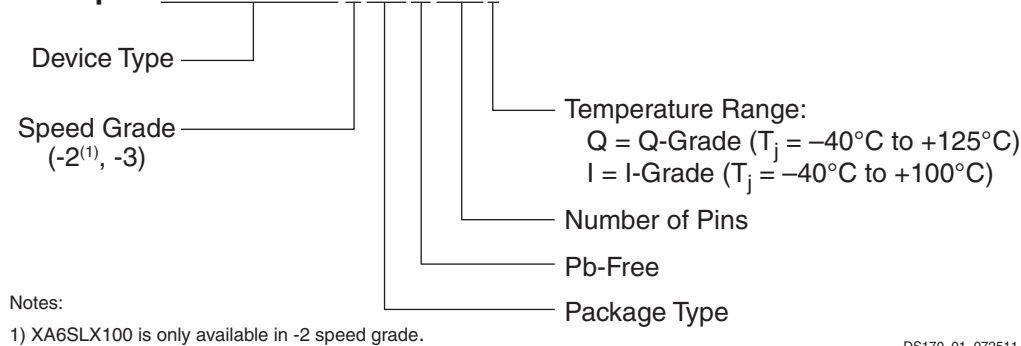 Device Type
Speed Grade
(-2(1), -3)
Temperature Range:
Q = Q-Grade (Tj = –40°C to +125°C)
I = I-Grade (Tj = –40°C to +100°C)
Number of Pins
Pb-Free
Package Type
Notes:
1) XA6SLX100 is only available in -2 speed grade.
DS170_01_072511